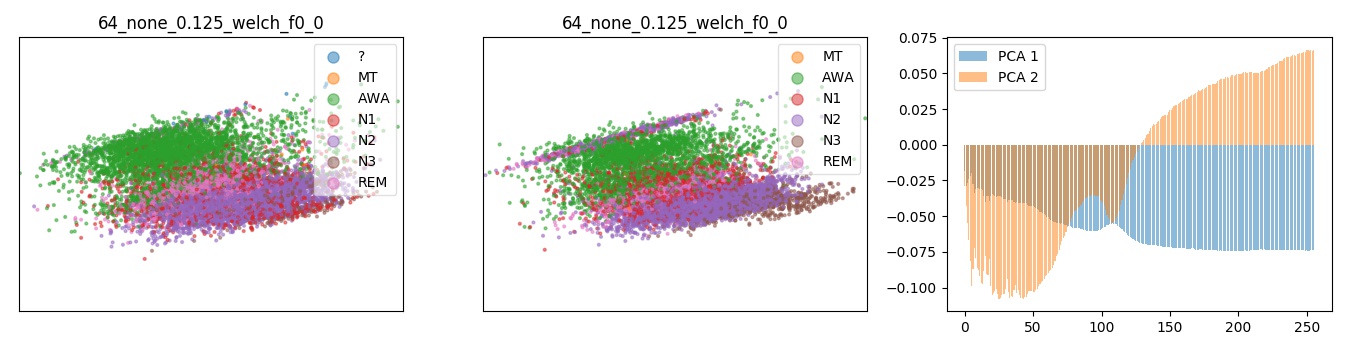 64_none_0.125_welch_f0_0
?
MT
AWA
N1
N2
N3
REM
64_none_0.125_welch_f0_0
MT
AWA
N1
N2
N3
REM
PCA 1
PCA 2
0.075
0.050
0.025
0.000
−0.025
−0.050
−0.075
−0.100
0
50
100
150
200
250